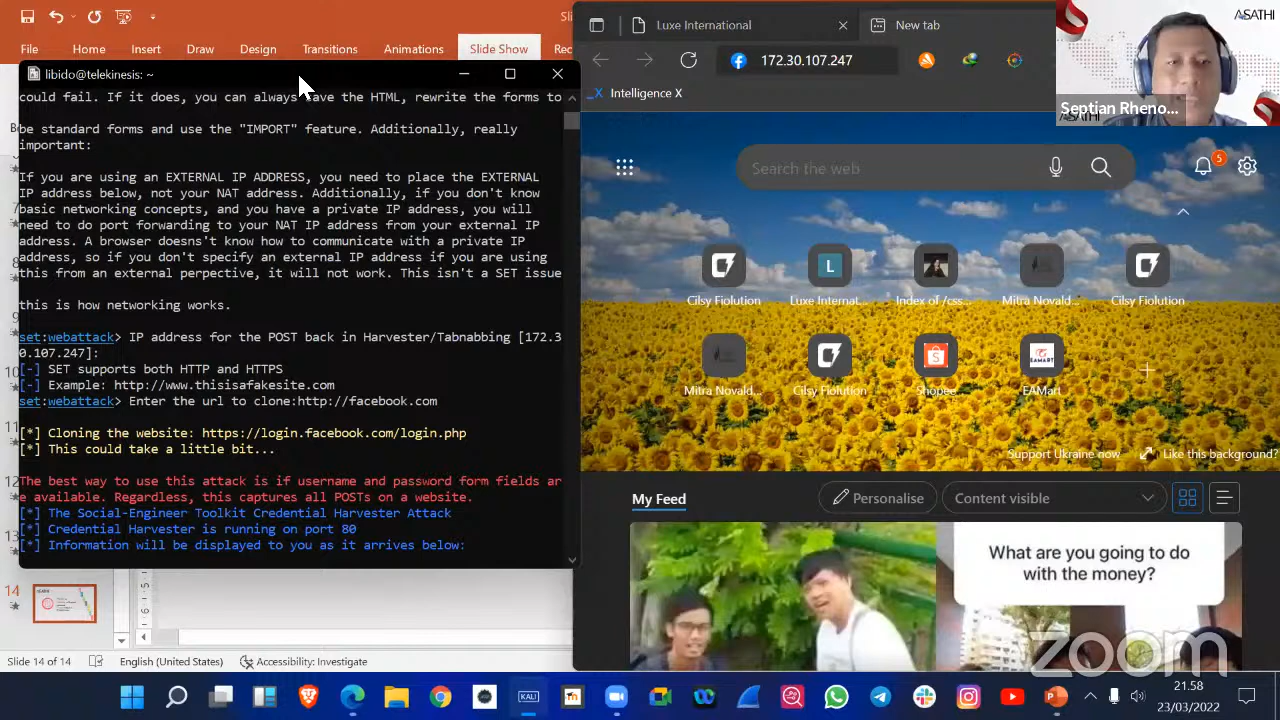 File Home Insert Draw Design Transitions Animations Slide Show Rec
libido@telekinesis: ~
could fail. If it does, you can always save the HTML, rewrite the forms to
be standard forms and use the "IMPORT" feature. Additionally, really
important:
If you are using an EXTERNAL IP ADDRESS, you need to place the EXTERNAL
IP address below, not your NAT address. Additionally, if you don't know
basic networking concepts, and you have a private IP address, you will
need to do port forwarding to your NAT IP address from your external IP
address. A browser doesns't know how to communicate with a private IP
address, so if you don't specify an external IP address if you are using
this from an external perpective, it will not work. This isn't a SET issue
this is how networking works.
set:webattack> IP address for the POST back in Harvester/Tabnabbing [172.3
0.107.247]:
[-] SET supports both HTTP and HTTPS
[-] Example: http://www.thisisafakesite.com
set:webattack> Enter the url to clone:http://facebook.com
[*] Cloning the website: https://login.facebook.com/login.php
[*] This could take a little bit...
The best way to use this attack is if username and password form fields ar
e available. Regardless, this captures all POSTs on a website.
[*] The Social-Engineer Toolkit Credential Harvester Attack
[*] Credential Harvester is running on port 80
[*] Information will be displayed to you as it arrives below:
14
Slide 14 of 14 English (United States) Accessibility: Investigate
Luxe International
New tab
172.30.107.247
_X Intelligence X
ASATHI
Septian Rheno...
Search the web
5
Cilsy Fiolution
Luxe Internat...
Index of /css...
Mitra Novald...
Cilsy Fiolution
Mitra Novald...
Cilsy Fiolution
Shopee
EAMart
Support Ukraine now
Like this background?
My Feed
Personalise
Content visible
What are you going to do
with the money?
zoom
KALI
21.58
23/03/2022